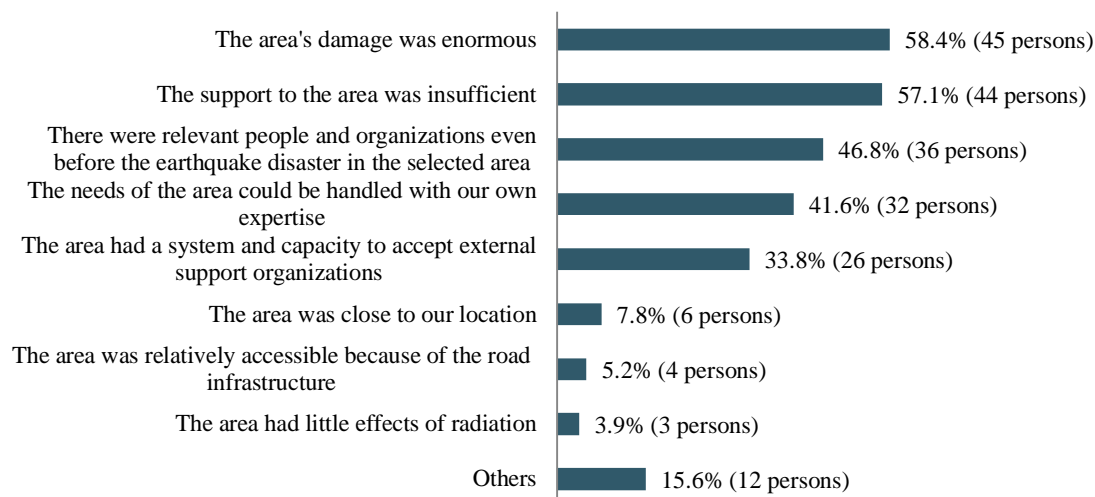 The area's damage was enormous
58.4% (45 persons)
The support to the area was insufficient
57.1% (44 persons)
There were relevant people and organizations even
before the earthquake disaster in the selected area
46.8% (36 persons)
The needs of the area could be handled with our own
expertise
41.6% (32 persons)
The area had a system and capacity to accept external
support organizations
33.8% (26 persons)
The area was close to our location
7.8% (6 persons)
The area was relatively accessible because of the road
infrastructure
5.2% (4 persons)
The area had little effects of radiation
3.9% (3 persons)
Others
15.6% (12 persons)